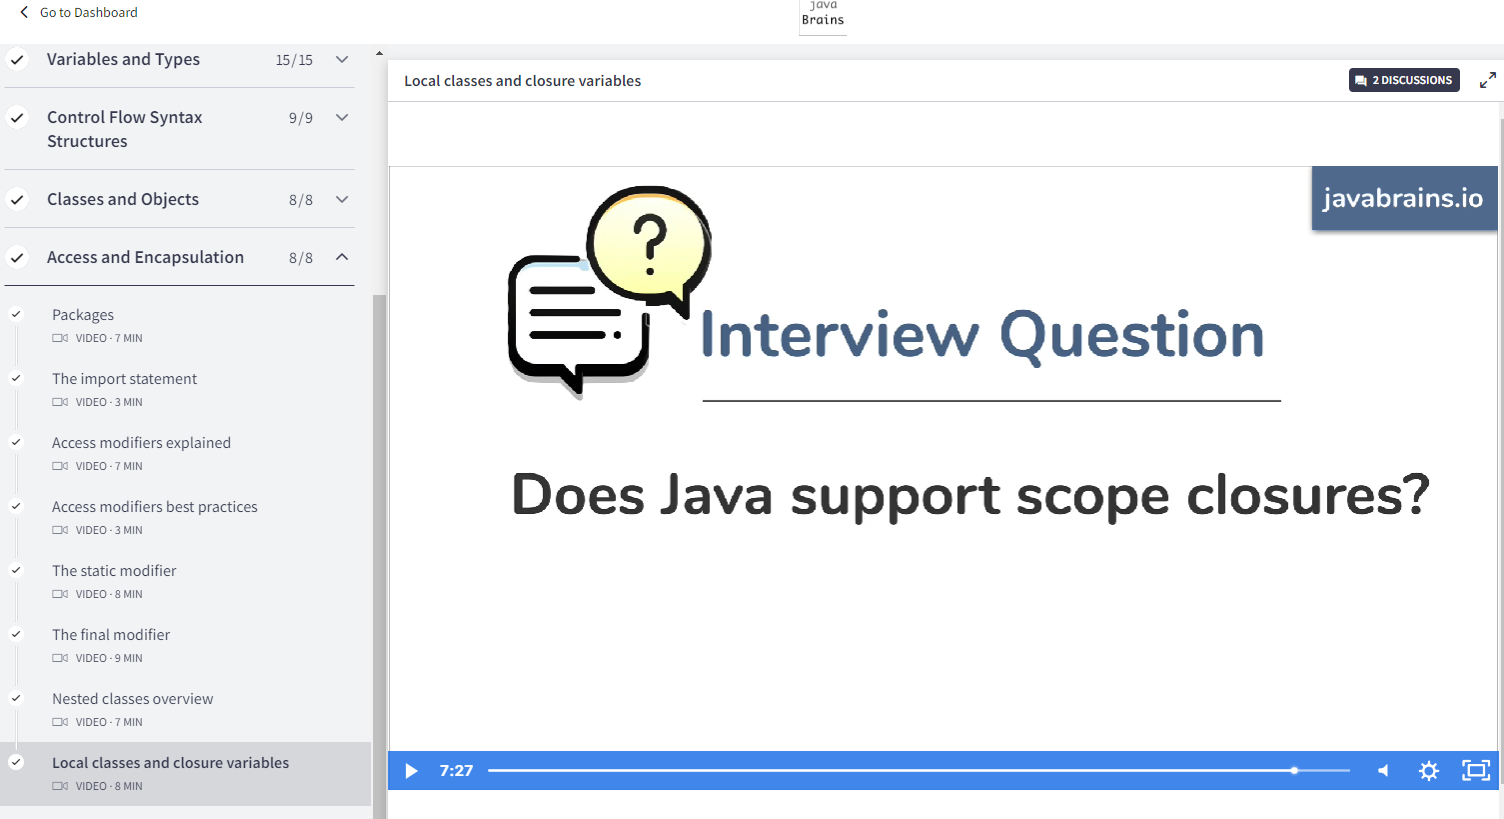 Go to Dashboard
java
Brains
Variables and Types 15/15
Control Flow Syntax 9/9
Structures
Classes and Objects 8/8
Access and Encapsulation 8/8
Packages
VIDEO · 7 MIN
The import statement
VIDEO · 3 MIN
Access modifiers explained
VIDEO · 7 MIN
Access modifiers best practices
VIDEO · 3 MIN
The static modifier
VIDEO · 8 MIN
The final modifier
VIDEO · 9 MIN
Nested classes overview
VIDEO · 7 MIN
Local classes and closure variables
VIDEO · 8 MIN
Local classes and closure variables
2 DISCUSSIONS
javabrains.io
?
Interview Question
Does Java support scope closures?
7:27